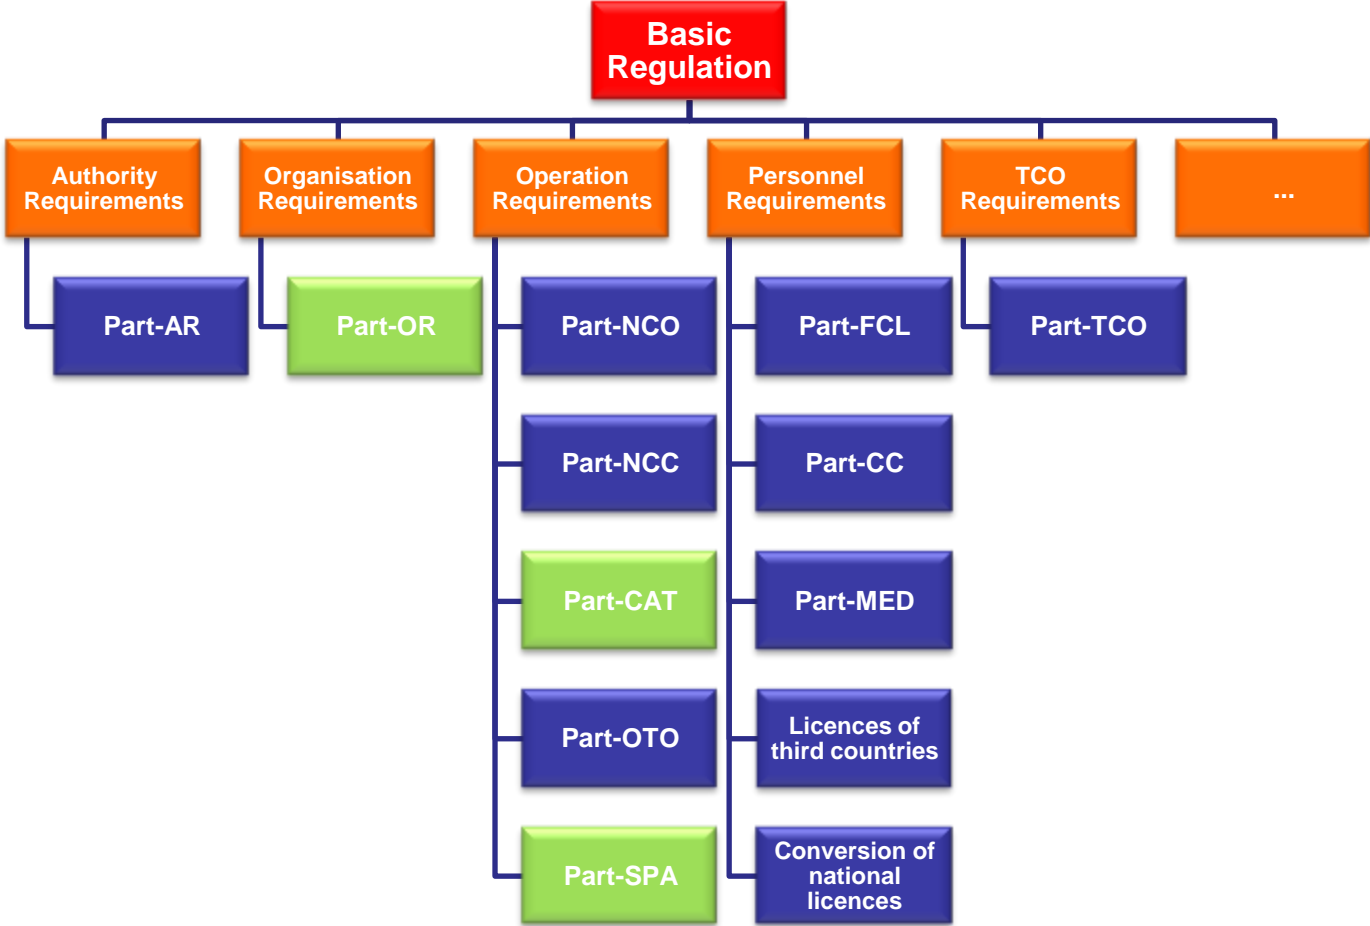 Basic
Regulation
Authority
Requirements
Organisation
Requirements
Operation
Requirements
Personnel
Requirements
TCO
Requirements
...
Part-AR
Part-OR
Part-NCO
Part-FCL
Part-TCO
Part-NCC
Part-CC
Part-CAT
Part-MED
Part-OTO
Licences of
third countries
Part-SPA
Conversion of
national
licences